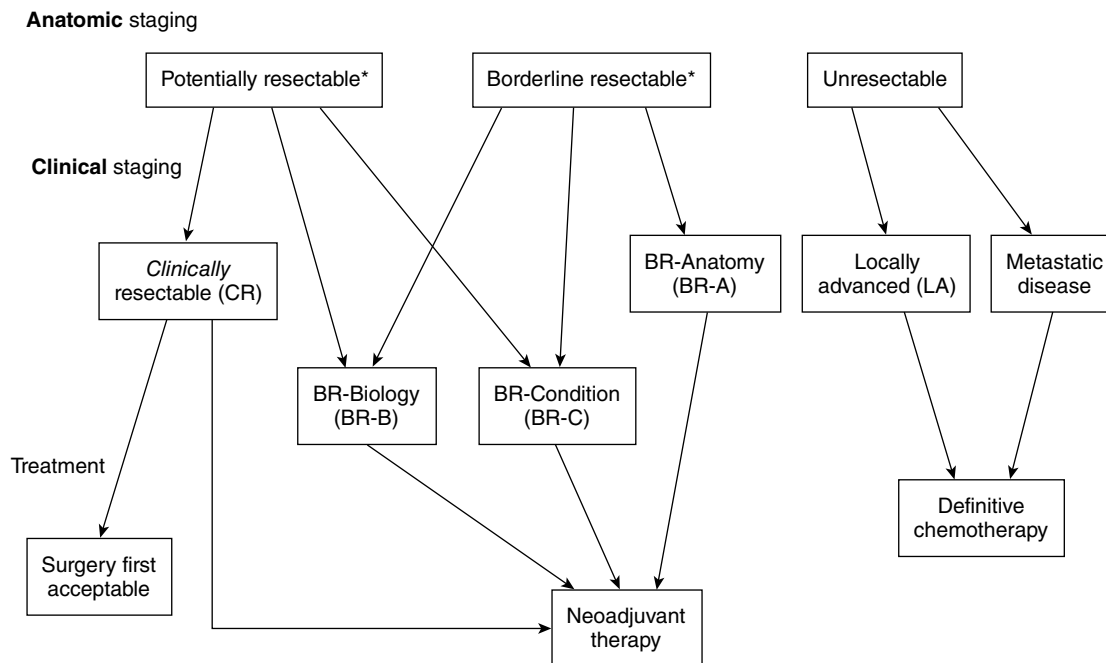 Anatomic staging
Potentially resectable*
Borderline resectable*
Unresectable
Clinical staging
Clinically
resectable (CR)
BR-Anatomy
(BR-A)
Locally
advanced (LA)
Metastatic
disease
BR-Biology
(BR-B)
BR-Condition
(BR-C)
Treatment
Definitive
chemotherapy
Surgery first
acceptable
Neoadjuvant
therapy